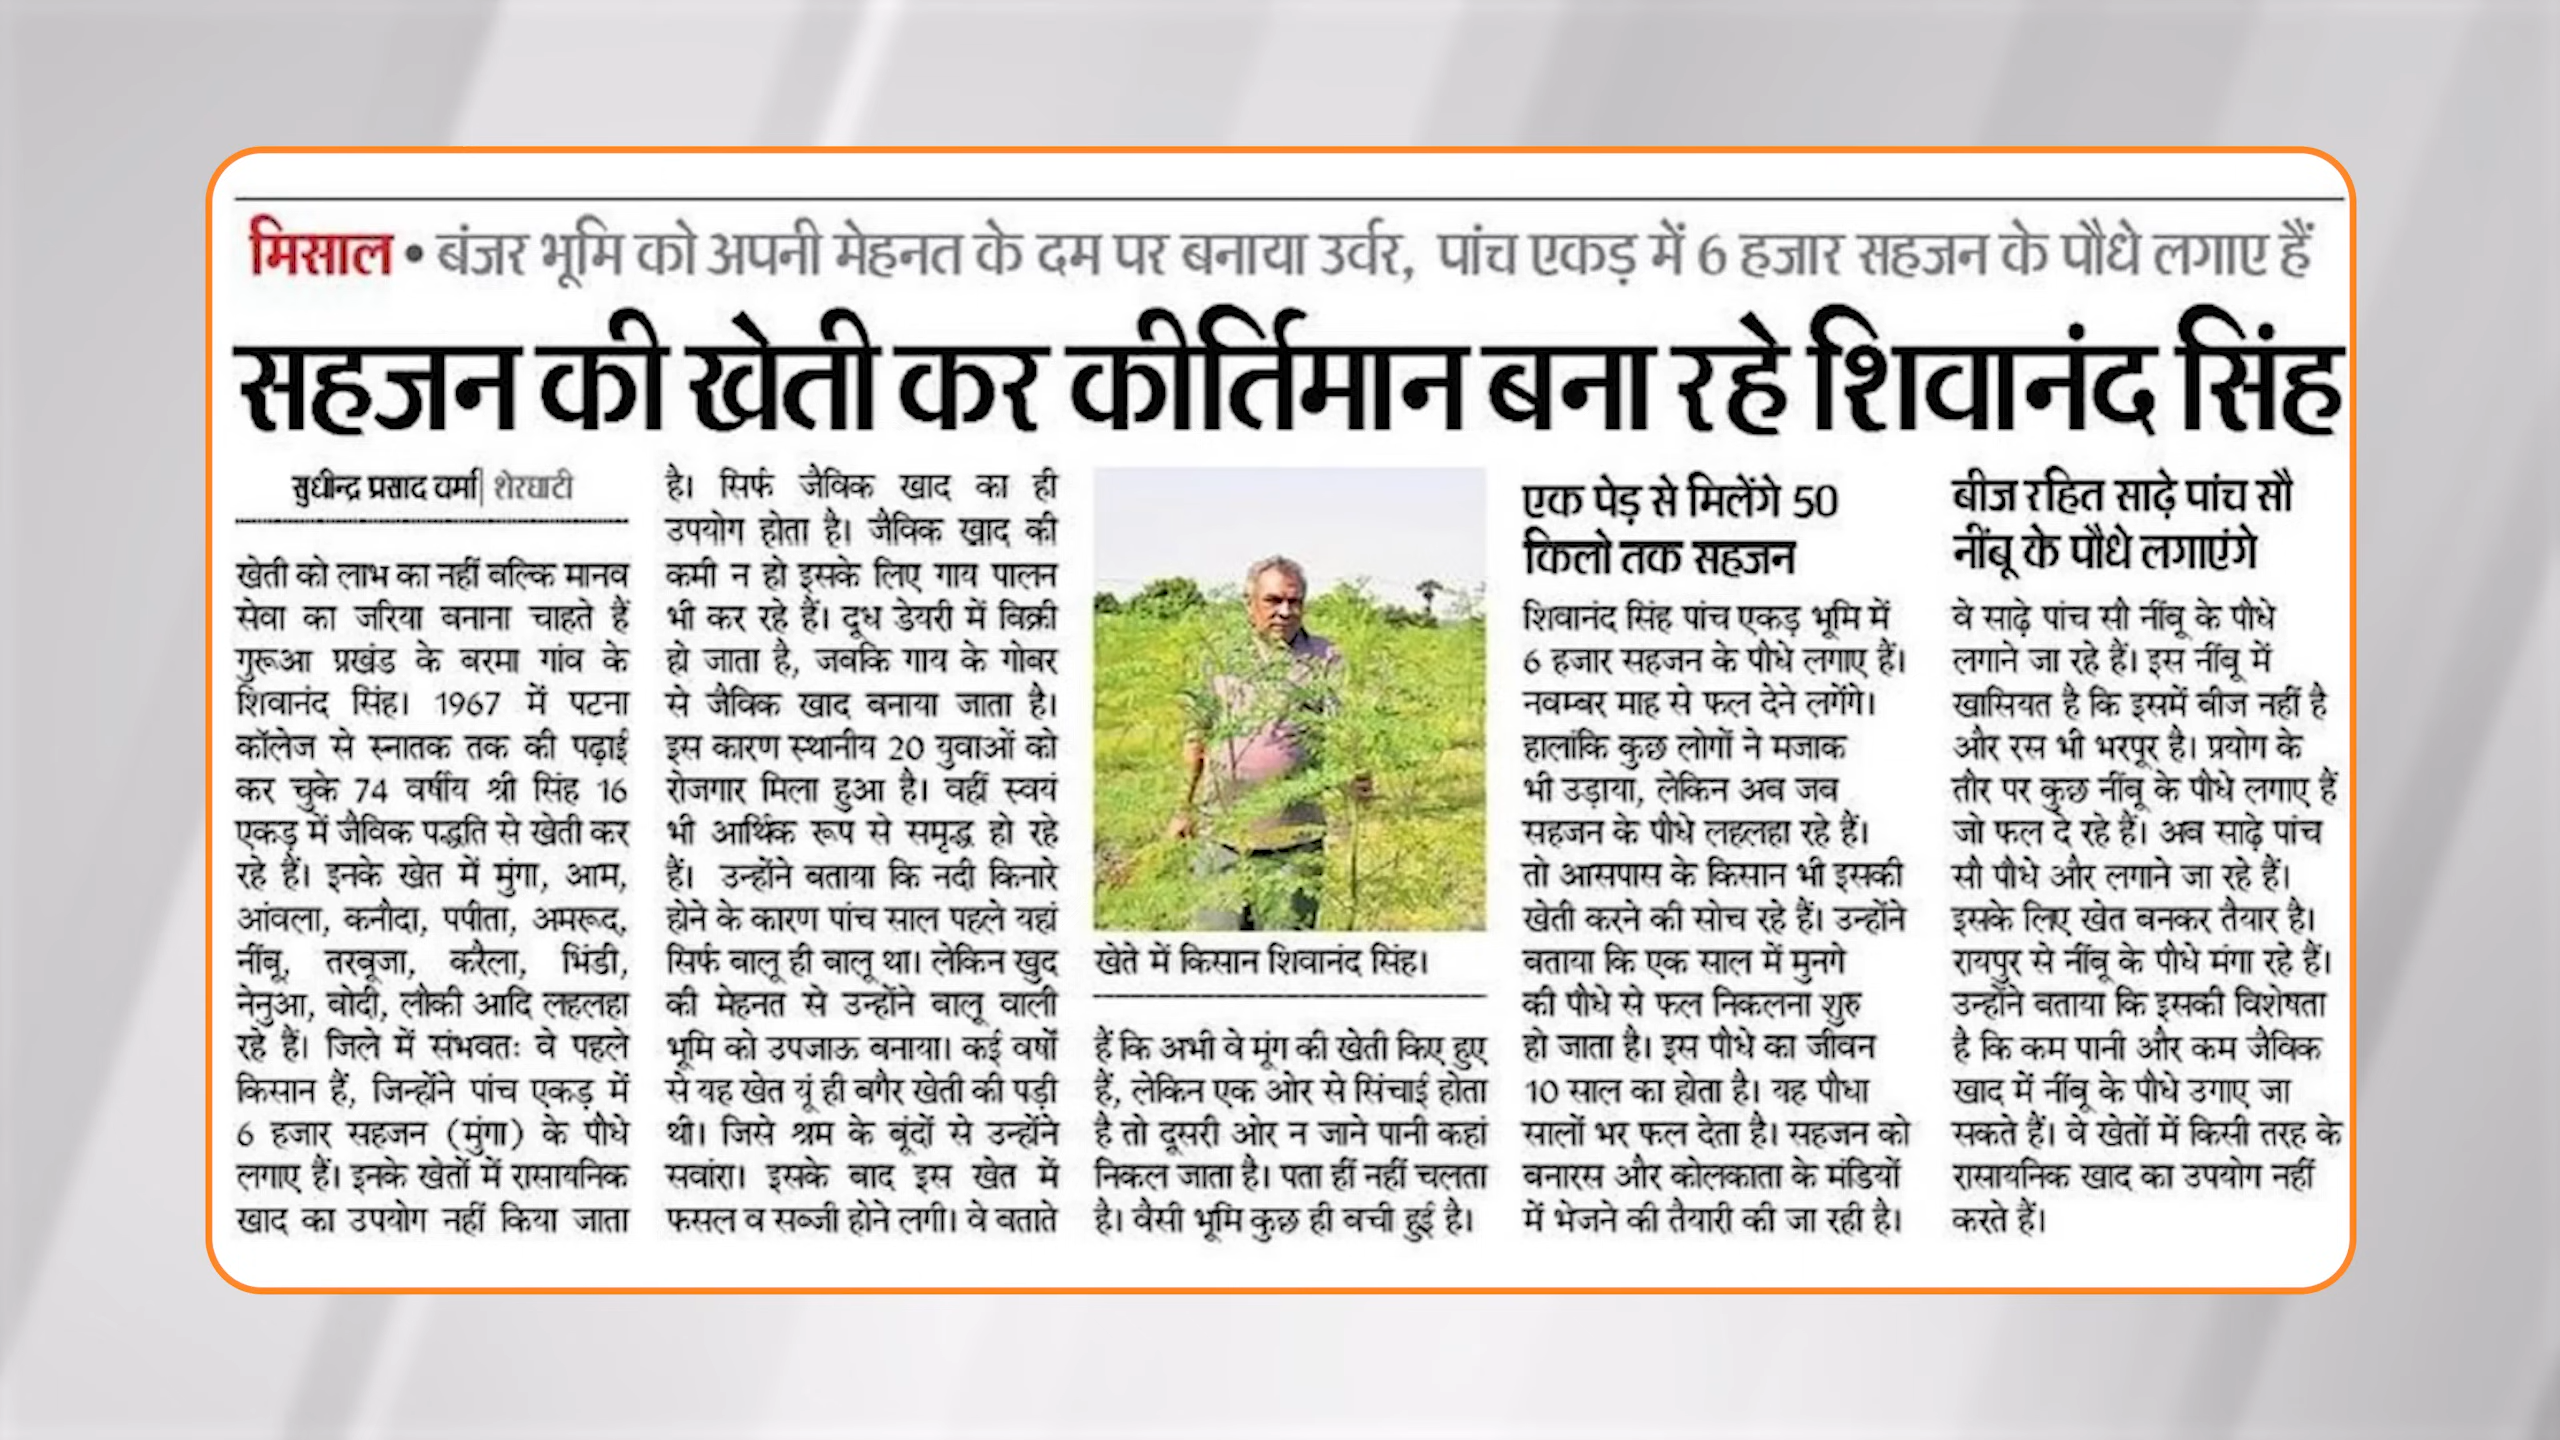 मिसाल • बंजर भूमि को अपनी मेहनत के दम पर बनाया उर्वर, पांच एकड़ में 6 हजार सहजन के पौधे लगाए हैं
सहजन की खेती कर कीर्तिमान बना रहे शिवानंद सिंह
सुधीन्द्र प्रसाद वर्मा| शेरघाटी
खेती को लाभ का नहीं बल्कि मानव
सेवा का जरिया बनाना चाहते हैं
गुरूआ प्रखंड के बरमा गांव के
शिवानंद सिंह। 1967 में पटना
कॉलेज से स्नातक तक की पढ़ाई
कर चुके 74 वर्षीय श्री सिंह 16
एकड़ में जैविक पद्धति से खेती कर
रहे हैं। इनके खेत में मुंगा, आम,
आंवला, कनौदा, पपीता, अमरूद,
नींबू, तरबूजा, करैला, भिंडी,
नेनुआ, बोदी, लौकी आदि लहलहा
रहे हैं। जिले में संभवतः वे पहले
किसान हैं, जिन्होंने पांच एकड़ में
6 हजार सहजन (मुंगा) के पौधे
लगाए हैं। इनके खेतों में रासायनिक
खाद का उपयोग नहीं किया जाता
है। सिर्फ जैविक खाद का ही
उपयोग होता है। जैविक खाद की
कमी न हो इसके लिए गाय पालन
भी कर रहे हैं। दूध डेयरी में बिक्री
हो जाता है, जबकि गाय के गोबर
से जैविक खाद बनाया जाता है।
इस कारण स्थानीय 20 युवाओं को
रोजगार मिला हुआ है। वहीं स्वयं
भी आर्थिक रूप से समृद्ध हो रहे
हैं। उन्होंने बताया कि नदी किनारे
होने के कारण पांच साल पहले यहां
सिर्फ बालू ही बालू था। लेकिन खुद
की मेहनत से उन्होंने बालू वाली
भूमि को उपजाऊ बनाया। कई वर्षों
से यह खेत यूं ही बगैर खेती की पड़ी
थी। जिसे श्रम के बूंदों से उन्होंने
सवांरा। इसके बाद इस खेत में
फसल व सब्जी होने लगी। वे बताते
खेते में किसान शिवानंद सिंह।
हैं कि अभी वे मूंग की खेती किए हुए
हैं, लेकिन एक ओर से सिंचाई होता
है तो दूसरी ओर न जाने पानी कहां
निकल जाता है। पता हीं नहीं चलता
है। वैसी भूमि कुछ ही बची हुई है।
एक पेड़ से मिलेंगे 50
किलो तक सहजन
शिवानंद सिंह पांच एकड़ भूमि में
6 हजार सहजन के पौधे लगाए हैं।
नवम्बर माह से फल देने लगेंगे।
हालांकि कुछ लोगों ने मजाक
भी उड़ाया, लेकिन अब जब
सहजन के पौधे लहलहा रहे हैं।
तो आसपास के किसान भी इसकी
खेती करने की सोच रहे हैं। उन्होंने
बताया कि एक साल में मुनगे
की पौधे से फल निकलना शुरु
हो जाता है। इस पौधे का जीवन
10 साल का होता है। यह पौधा
सालों भर फल देता है। सहजन को
बनारस और कोलकाता के मंडियों
में भेजने की तैयारी की जा रही है।
बीज रहित साढ़े पांच सौ
नींबू के पौधे लगाएंगे
वे साढ़े पांच सौ नींबू के पौधे
लगाने जा रहे हैं। इस नींबू में
खासियत है कि इसमें बीज नहीं है
और रस भी भरपूर है। प्रयोग के
तौर पर कुछ नींबू के पौधे लगाए हैं
जो फल दे रहे हैं। अब साढ़े पांच
सौ पौधे और लगाने जा रहे हैं।
इसके लिए खेत बनकर तैयार है।
रायपुर से नींबू के पौधे मंगा रहे हैं।
उन्होंने बताया कि इसकी विशेषता
है कि कम पानी और कम जैविक
खाद में नींबू के पौधे उगाए जा
सकते हैं। वे खेतों में किसी तरह के
रासायनिक खाद का उपयोग नहीं
करते हैं।